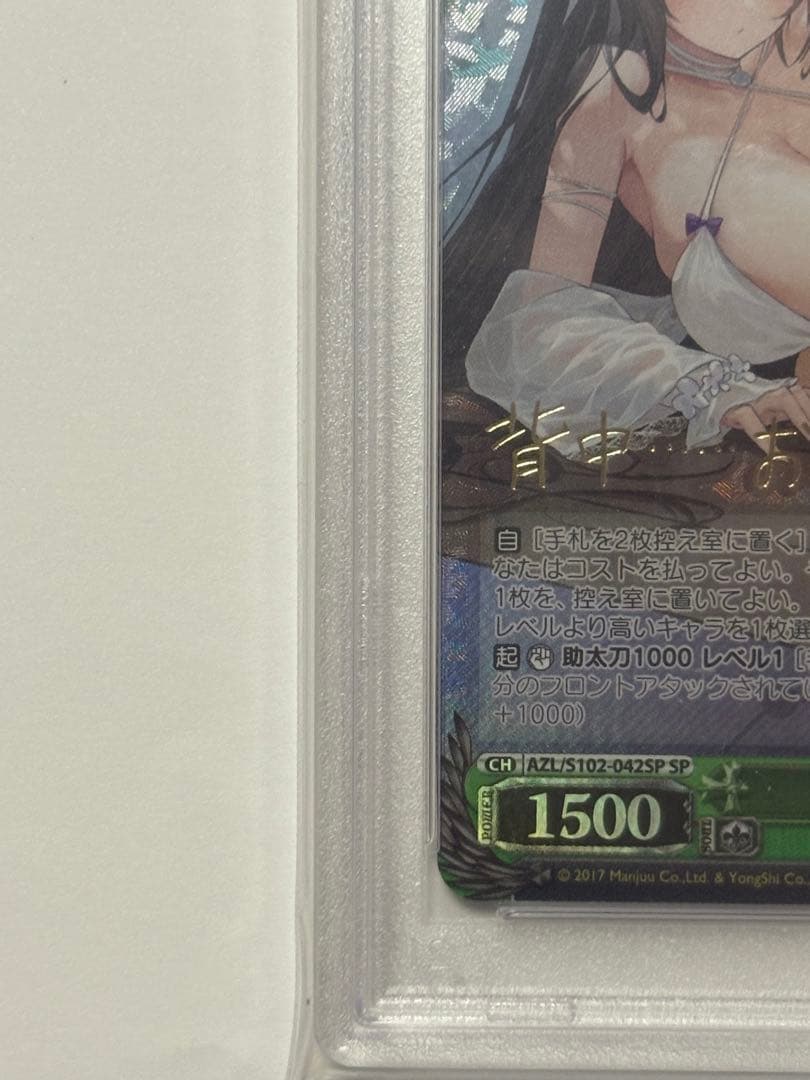 背中……お
自 [手札を2枚控え室に置く]
なたはコストを払ってよい。
1枚を、控え室に置いてよい。
レベルより高いキャラを1枚選
起 助太刀1000 レベル1 [
分のフロントアタックされてい
+1000)
CH AZL/S102-042SP SP
POWER 1500 SOUL
© 2017 Manjuu Co.,Ltd. & YongShi Co.,